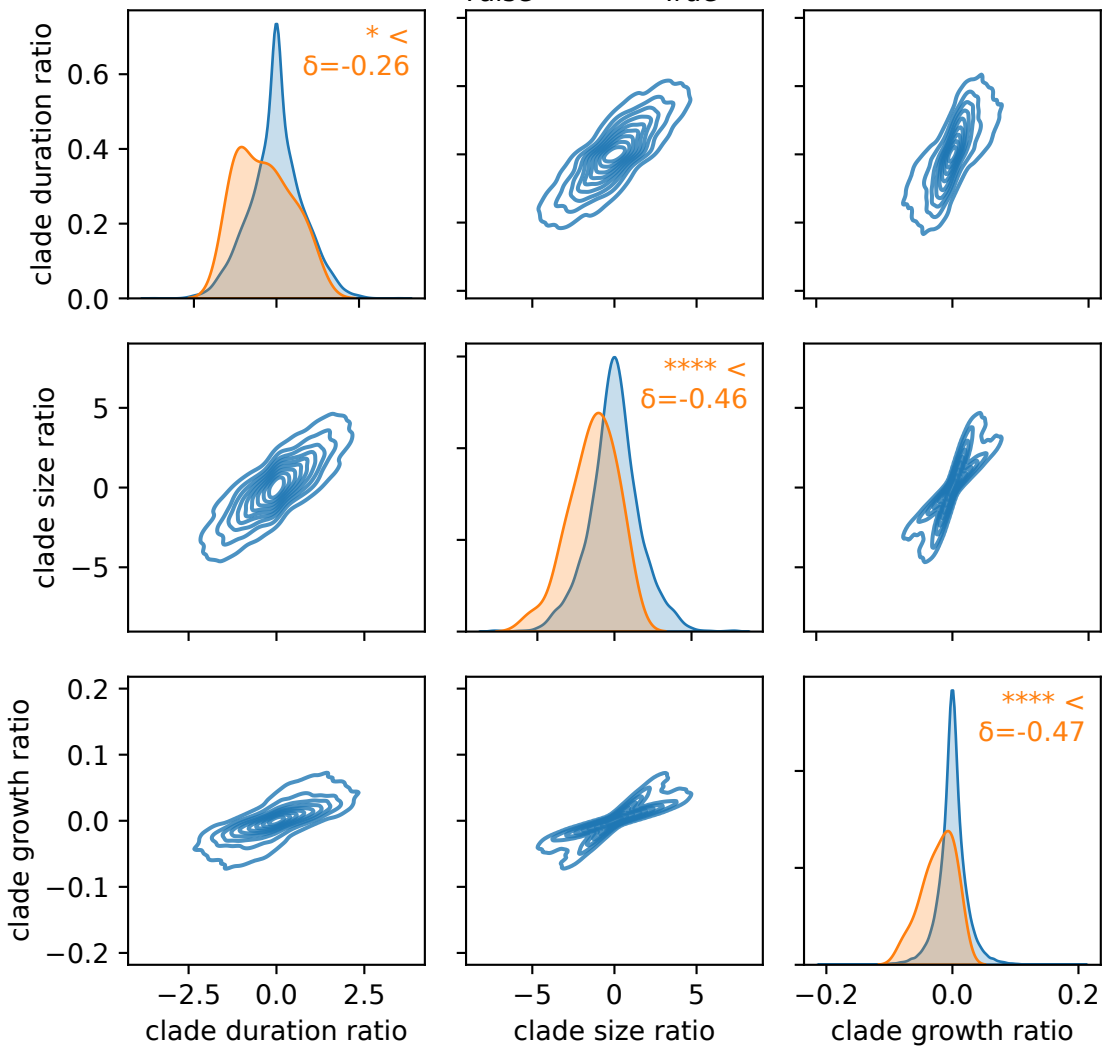 clade duration ratio
0.6
0.4
0.2
0.0
* <
δ=-0.26
clade size ratio
5
0
−5
**** <
δ=-0.46
clade growth ratio
0.2
0.1
0.0
−0.1
−0.2
**** <
δ=-0.47
−2.5 0.0 2.5
−5 0 5
−0.2 0.0 0.2
clade duration ratio
clade size ratio
clade growth ratio